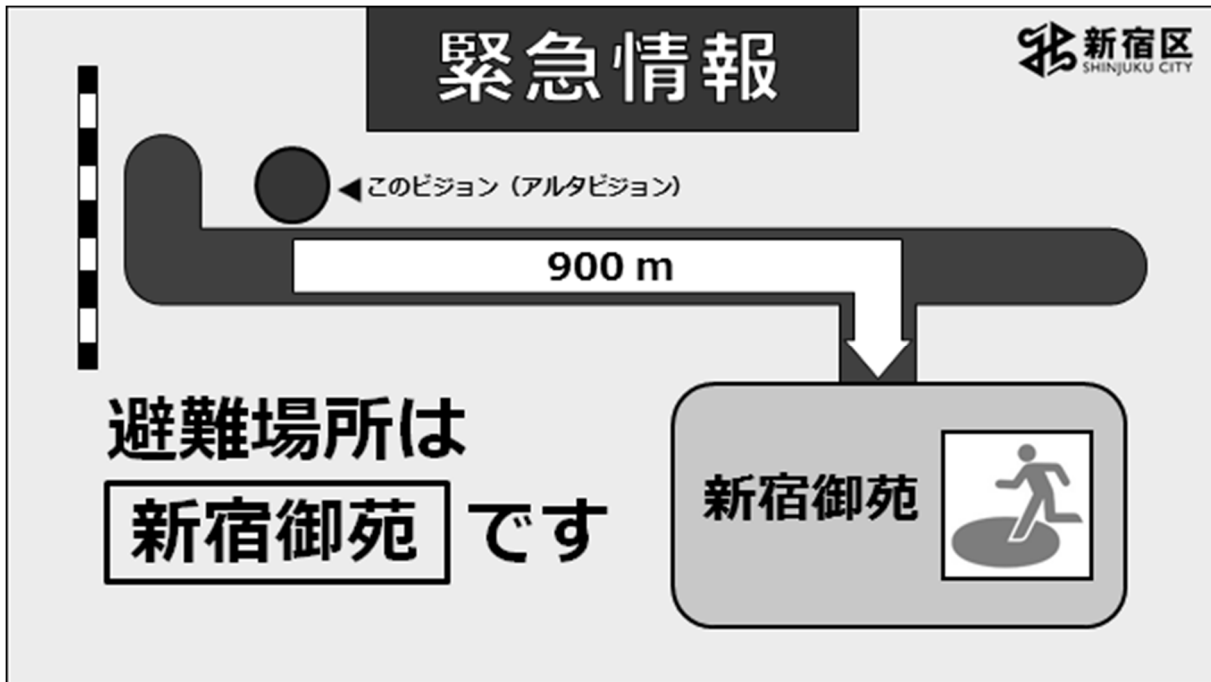 緊急情報
新宿区
SHINJUKU CITY
◀このビジョン（アルタビジョン）
900 m
避難場所は
新宿御苑 です
新宿御苑